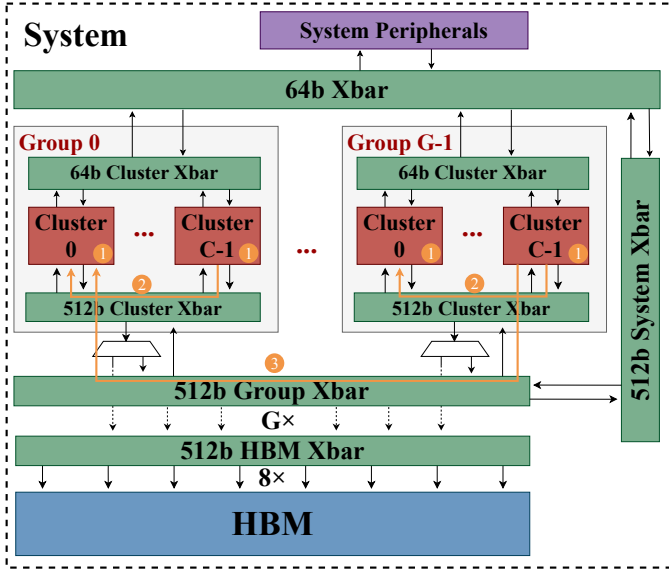 System
System Peripherals
64b Xbar
Group 0
Group G-1
64b Cluster Xbar
64b Cluster Xbar
Cluster
0
1
...
Cluster
C-1
1
...
Cluster
0
1
...
Cluster
C-1
1
2
2
512b Cluster Xbar
512b Cluster Xbar
512b System Xbar
3
512b Group Xbar
G×
512b HBM Xbar
8×
HBM